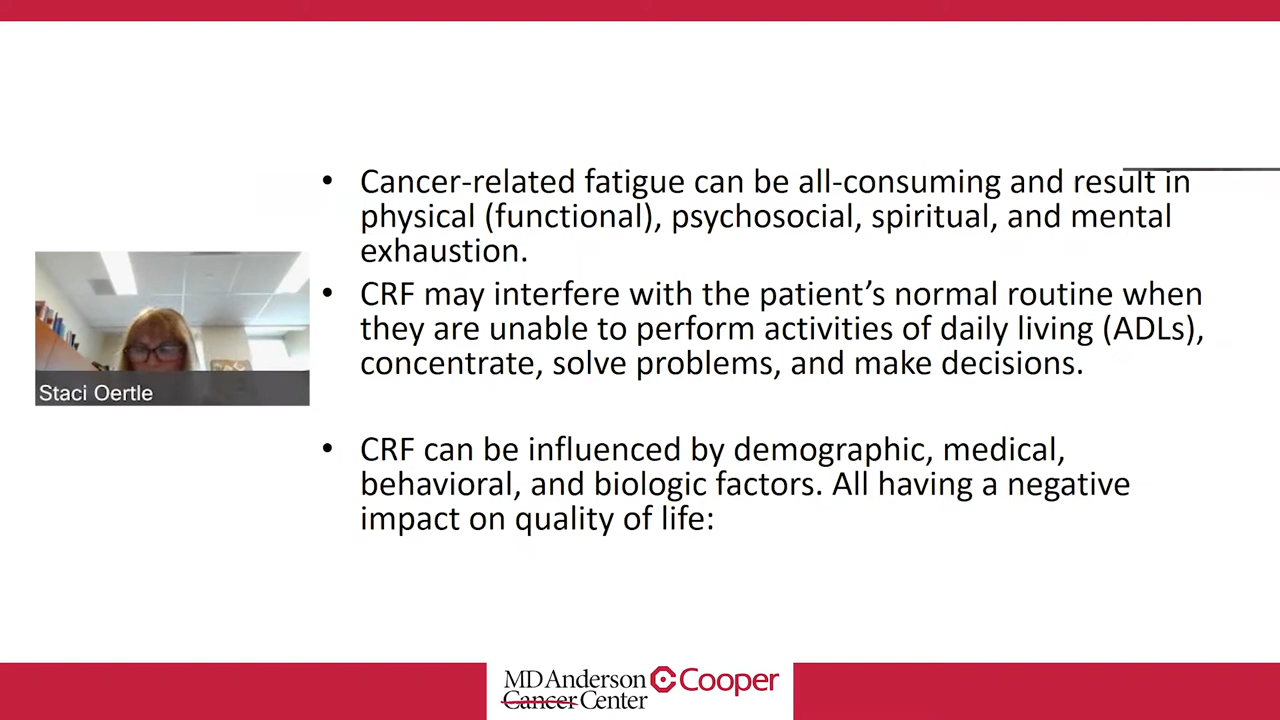 • Cancer-related fatigue can be all-consuming and result in
physical (functional), psychosocial, spiritual, and mental
exhaustion.
• CRF may interfere with the patient’s normal routine when
they are unable to perform activities of daily living (ADLs),
concentrate, solve problems, and make decisions.
Staci Oertle
• CRF can be influenced by demographic, medical,
behavioral, and biologic factors. All having a negative
impact on quality of life:
MD Anderson Cooper
Cancer Center